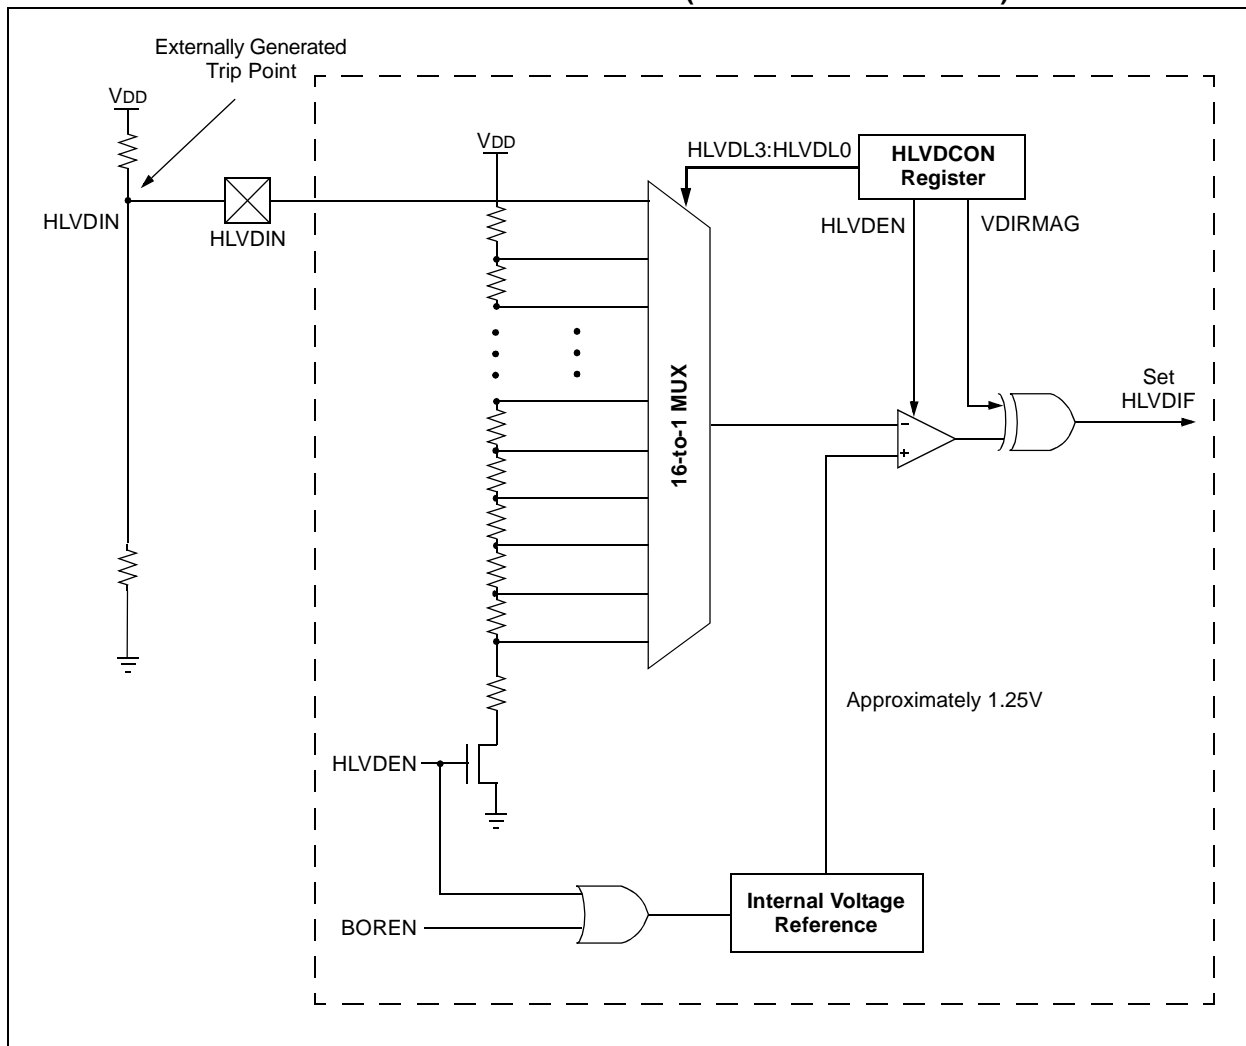 Externally Generated
Trip Point
VDD
VDD
HLVDL3:HLVDL0
HLVDCON
Register
HLVDIN
HLVDIN
HLVDEN
VDIRMAG
16-to-1 MUX
Set
HLVDIF
-
+
Approximately 1.25V
HLVDEN
BOREN
Internal Voltage
Reference